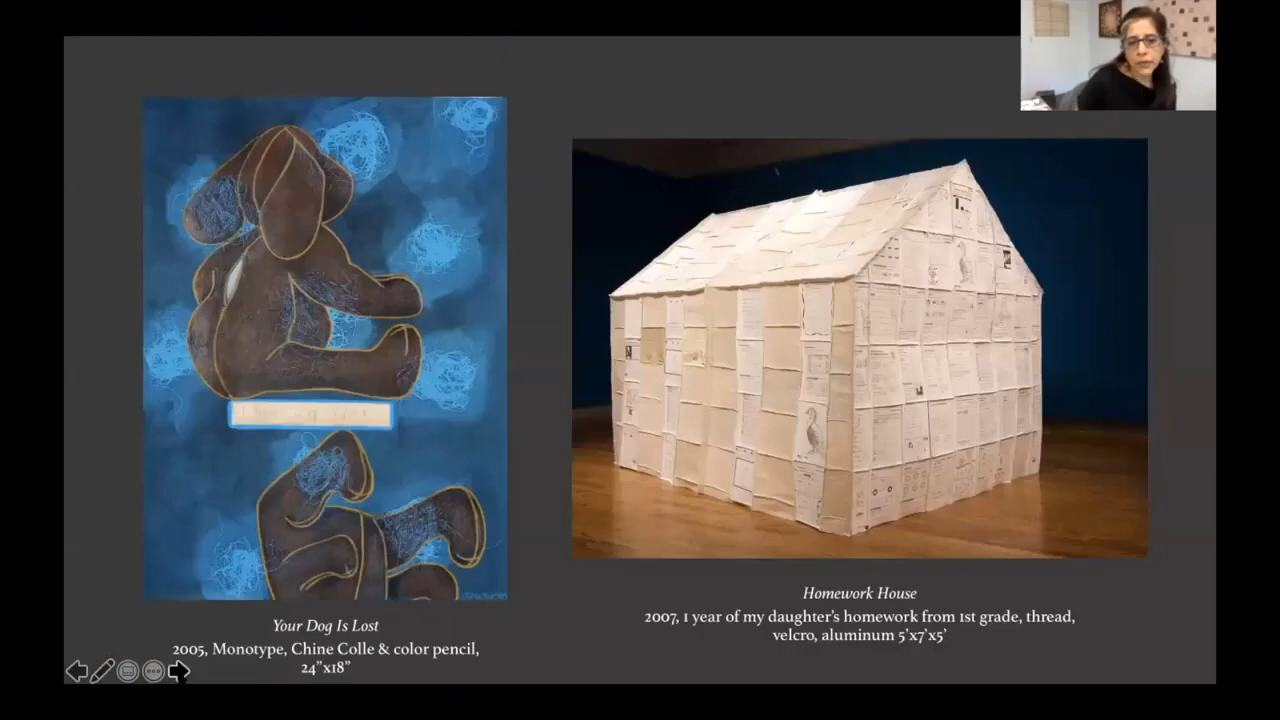 Your Dog Is Lost
2005, Monotype, Chine Colle & color pencil,
24"x18"
Homework House
2007, 1 year of my daughter's homework from 1st grade, thread,
velcro, aluminum 5'x7'x5'